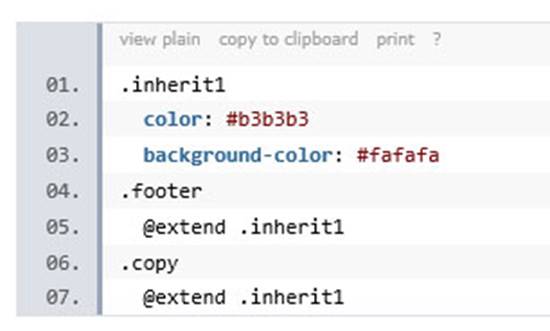 view plain copy to clipboard print ?
01. .inherit1
02. color: #b3b3b3
03. background-color: #fafafa
04. .footer
05. @extend .inherit1
06. .copy
07. @extend .inherit1